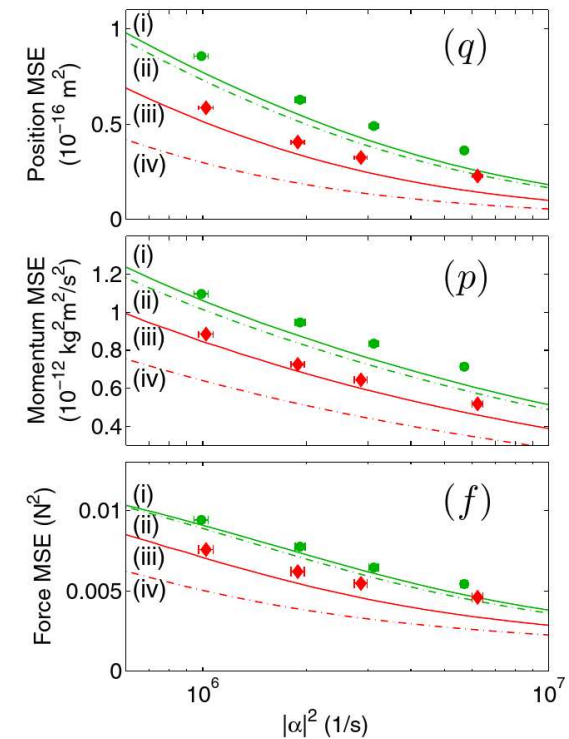 (q)
1
0.5
0
Position MSE
(10⁻¹⁶ m²)
(i)
(ii)
(iii)
(iv)
(p)
1.2
1
0.8
0.6
0.4
Momentum MSE
(10⁻¹² kg²m²/s²)
(i)
(ii)
(iii)
(iv)
(f)
0.01
0.005
0
Force MSE (N²)
(i)
(ii)
(iii)
(iv)
10⁶
10⁷
|α|² (1/s)